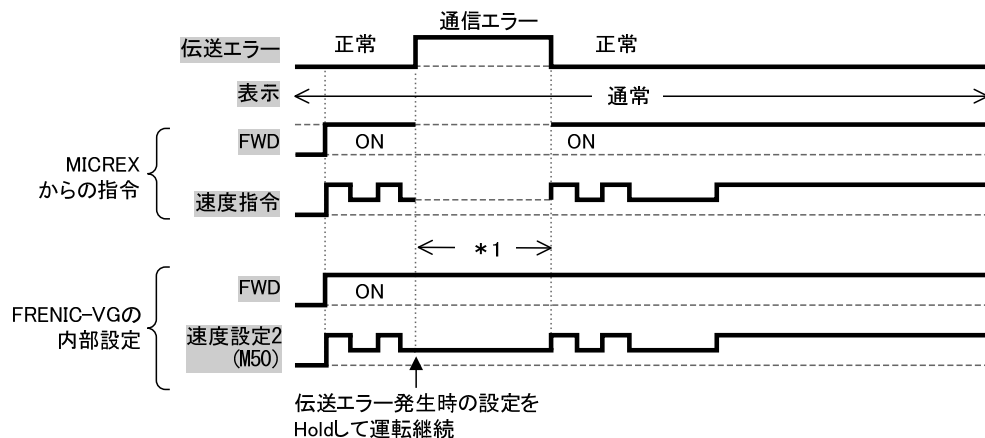 通信エラー
伝送エラー 正常 正常
表示 通常
FWD ON ON
MICREX
からの指令
速度指令
*1
FWD ON
FRENIC-VGの
内部設定
速度設定2
(M50)
伝送エラー発生時の設定を
Holdして運転継続